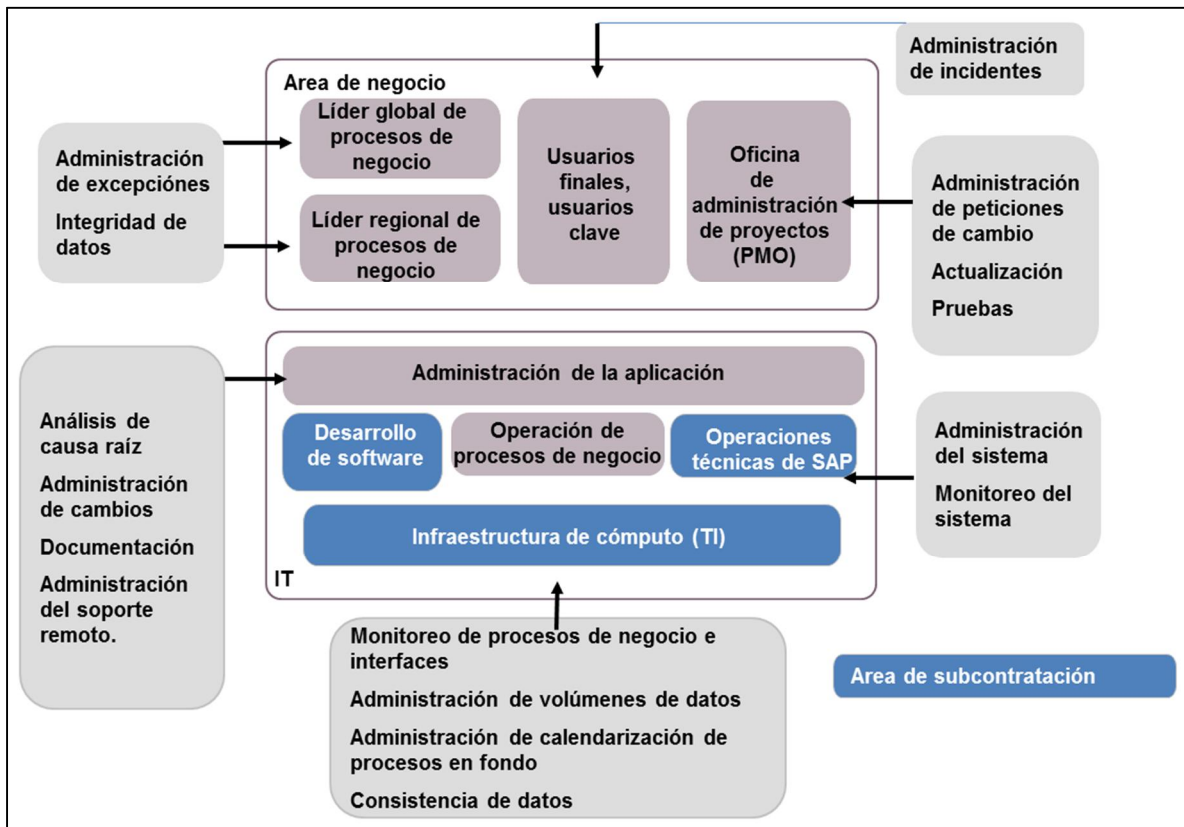 Administración
de incidentes
Area de negocio
Líder global de
procesos de
negocio
Líder regional de
procesos de
negocio
Usuarios
finales,
usuarios
clave
Oficina
de
administración
de proyectos
(PMO)
Administración
de excepciónes
Integridad de
datos
Administración
de peticiones
de cambio
Actualización
Pruebas
Administración de la aplicación
Desarrollo
de software
Operación de
procesos de negocio
Operaciones
técnicas de SAP
Infraestructura de cómputo (TI)
IT
Análisis de
causa raíz
Administración
de cambios
Documentación
Administración
del soporte
remoto.
Administración
del sistema
Monitoreo del
sistema
Monitoreo de procesos de negocio e
interfaces
Administración de volúmenes de datos
Administración de calendarización de
procesos en fondo
Consistencia de datos
Area de subcontratación